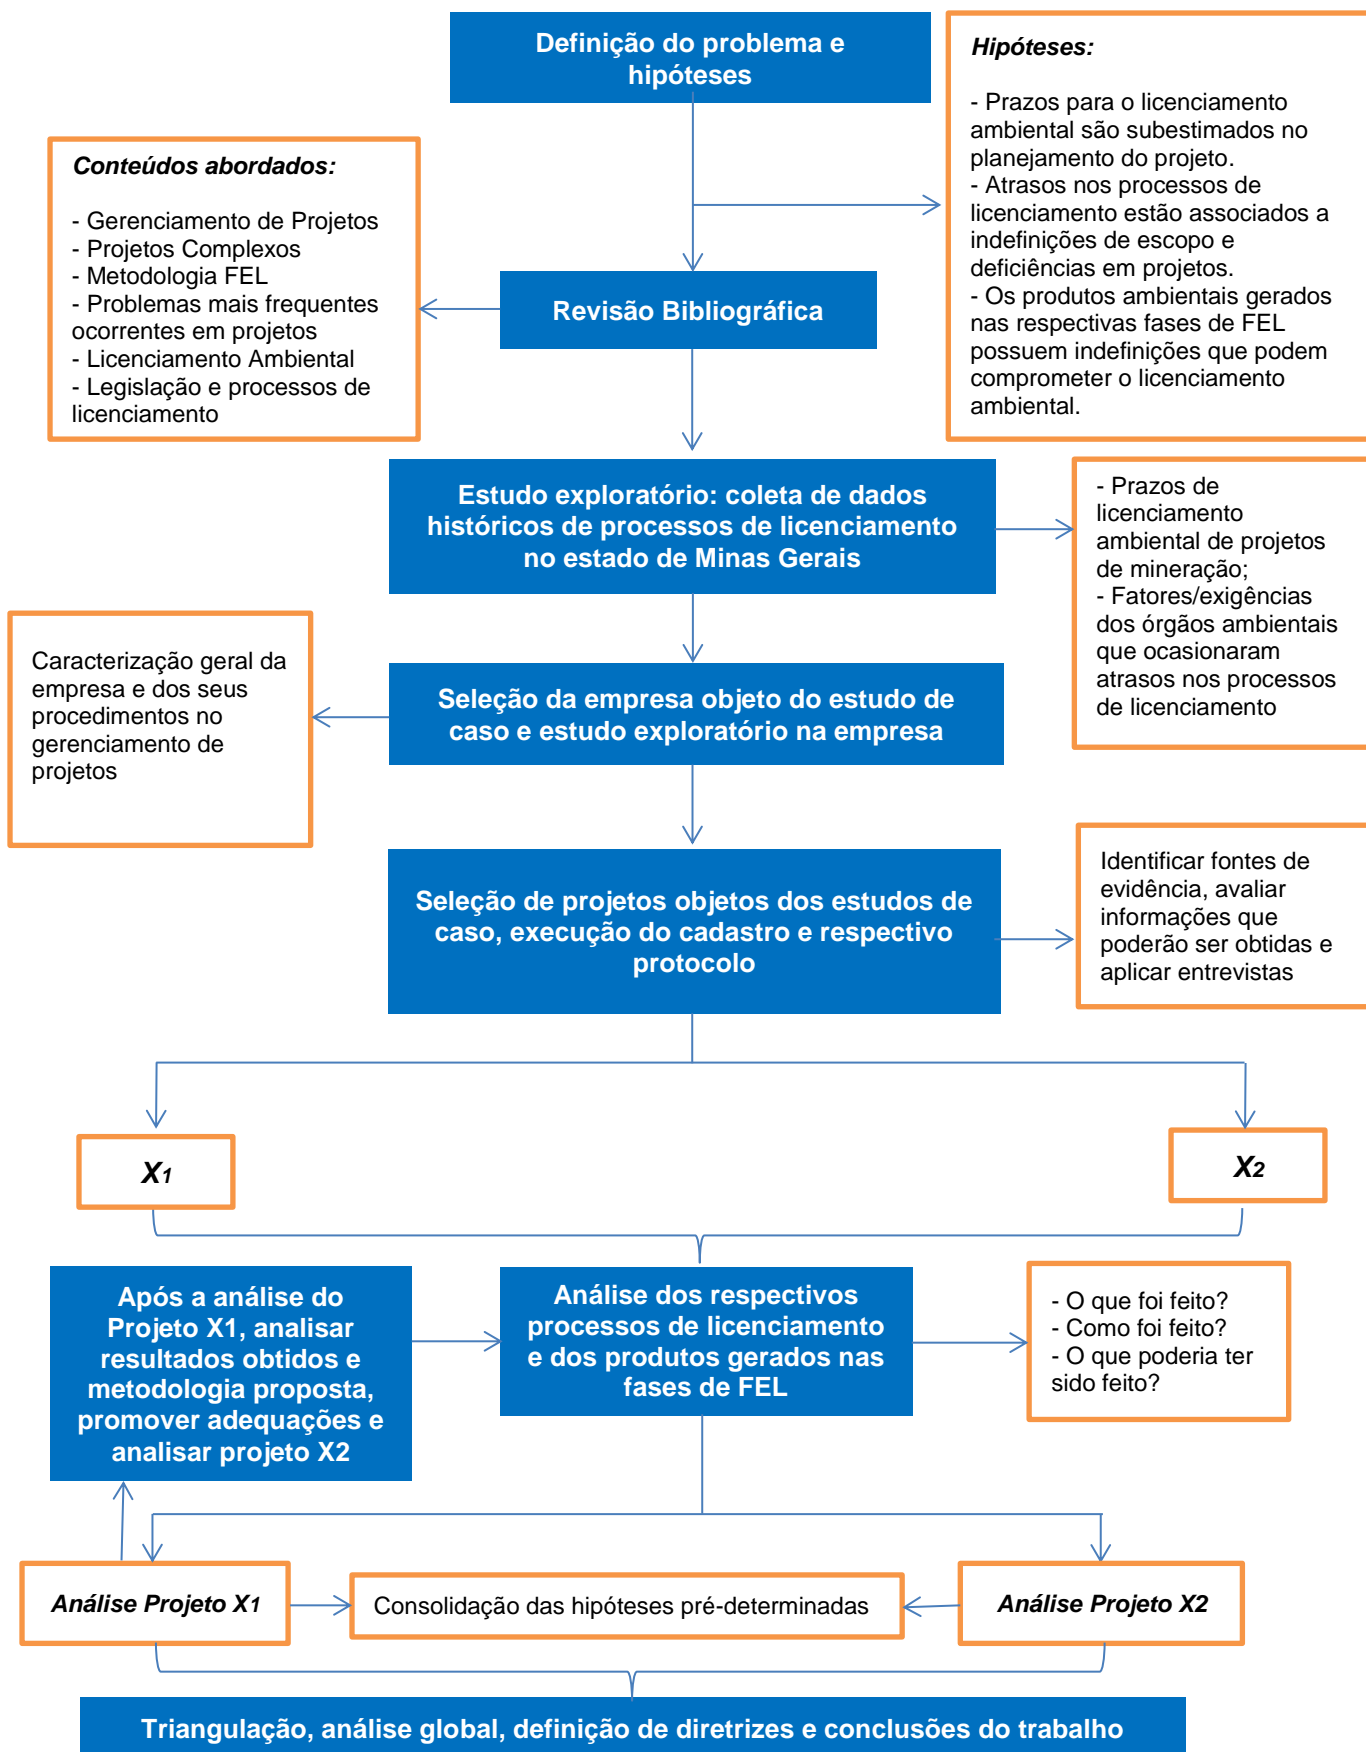 Definição do problema e
hipóteses
Hipóteses:
- Prazos para o licenciamento
ambiental são subestimados no
planejamento do projeto.
- Atrasos nos processos de
licenciamento estão associados a
indefinições de escopo e
deficiências em projetos.
- Os produtos ambientais gerados
nas respectivas fases de FEL
possuem indefinições que podem
comprometer o licenciamento
ambiental.
Conteúdos abordados:
- Gerenciamento de Projetos
- Projetos Complexos
- Metodologia FEL
- Problemas mais frequentes
ocorrentes em projetos
- Licenciamento Ambiental
- Legislação e processos de
licenciamento
Revisão Bibliográfica
Estudo exploratório: coleta de dados
históricos de processos de licenciamento
no estado de Minas Gerais
- Prazos de
licenciamento
ambiental de projetos
de mineração;
- Fatores/exigências
dos órgãos ambientais
que ocasionaram
atrasos nos processos
de licenciamento
Caracterização geral da
empresa e dos seus
procedimentos no
gerenciamento de
projetos
Seleção da empresa objeto do estudo de
caso e estudo exploratório na empresa
Seleção de projetos objetos dos estudos de
caso, execução do cadastro e respectivo
protocolo
Identificar fontes de
evidência, avaliar
informações que
poderão ser obtidas e
aplicar entrevistas
X1
X2
Após a análise do
Projeto X1, analisar
resultados obtidos e
metodologia proposta,
promover adequações e
analisar projeto X2
Análise dos respectivos
processos de licenciamento
e dos produtos gerados nas
fases de FEL
- O que foi feito?
- Como foi feito?
- O que poderia ter
sido feito?
Análise Projeto X1
Consolidação das hipóteses pré-determinadas
Análise Projeto X2
Triangulação, análise global, definição de diretrizes e conclusões do trabalho